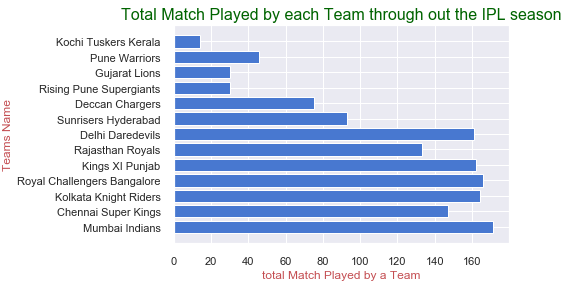 Total Match Played by each Team through out the IPL season
Teams Name
Kochi Tuskers Kerala
Pune Warriors
Gujarat Lions
Rising Pune Supergiants
Deccan Chargers
Sunrisers Hyderabad
Delhi Daredevils
Rajasthan Royals
Kings XI Punjab
Royal Challengers Bangalore
Kolkata Knight Riders
Chennai Super Kings
Mumbai Indians
0 20 40 60 80 100 120 140 160
total Match Played by a Team